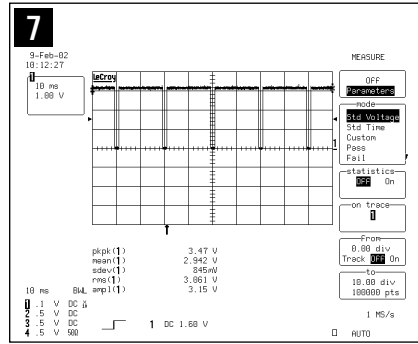 7
9-Feb-02
10:12:27
1
10 ms
1.00 V
LeCroy
1
MEASURE
OFF
Parameters
mode
Std Voltage
Std Time
Custom
Pass
Fail
statistics
OFF On
on trace
1
From
0.00 div
Track OFF On
to
10.00 div
100000 pts
pkpk(1) 3.47 V
mean(1) 2.942 V
sdev(1) 845mV
rms(1) 3.061 V
ampl(1) 3.15 V
10 ms BWL
1 .1 V DC
2 .5 V DC
3 .5 V DC
4 .5 V 50Ω
1 DC 1.60 V
1 MS/s
AUTO